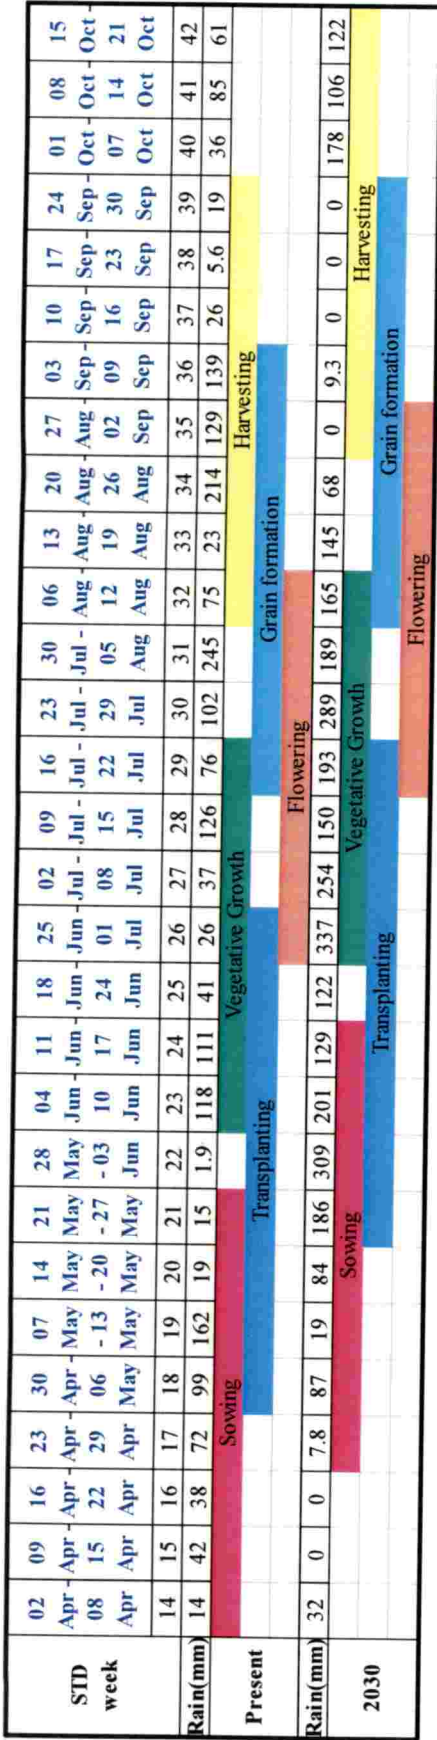 STD week 02 Apr - 08 Apr 09 Apr - 15 Apr 16 Apr - 22 Apr 23 Apr - 29 Apr 30 Apr - 06 May 07 May - 13 May 14 May - 20 May 21 May - 27 May 28 May - 03 Jun 04 Jun - 10 Jun 11 Jun - 17 Jun 18 Jun - 24 Jun 25 Jun - 01 Jul 02 Jul - 08 Jul 09 Jul - 15 Jul 16 Jul - 22 Jul 23 Jul - 29 Jul 30 Jul - 05 Aug 06 Aug - 12 Aug 13 Aug - 19 Aug 20 Aug - 26 Aug 27 Aug - 02 Sep 03 Sep - 09 Sep 10 Sep - 16 Sep 17 Sep - 23 Sep 24 Sep - 30 Sep 01 Oct - 07 Oct 08 Oct - 14 Oct 15 Oct - 21 Oct
14 15 16 17 18 19 20 21 22 23 24 25 26 27 28 29 30 31 32 33 34 35 36 37 38 39 40 41 42
Rain(mm) 14 42 38 72 99 162 19 15 1.9 118 111 41 26 37 126 76 102 245 75 23 214 129 139 26 5.6 19 36 85 61
Present
Sowing Vegetative Growth Harvesting
Transplanting Grain formation
Flowering
Rain(mm) 32 0 0 7.8 87 19 84 186 309 201 129 122 337 254 150 193 289 189 165 145 68 0 9.3 0 0 0 178 106 122
2030
Sowing Vegetative Growth Harvesting
Transplanting Grain formation
Flowering